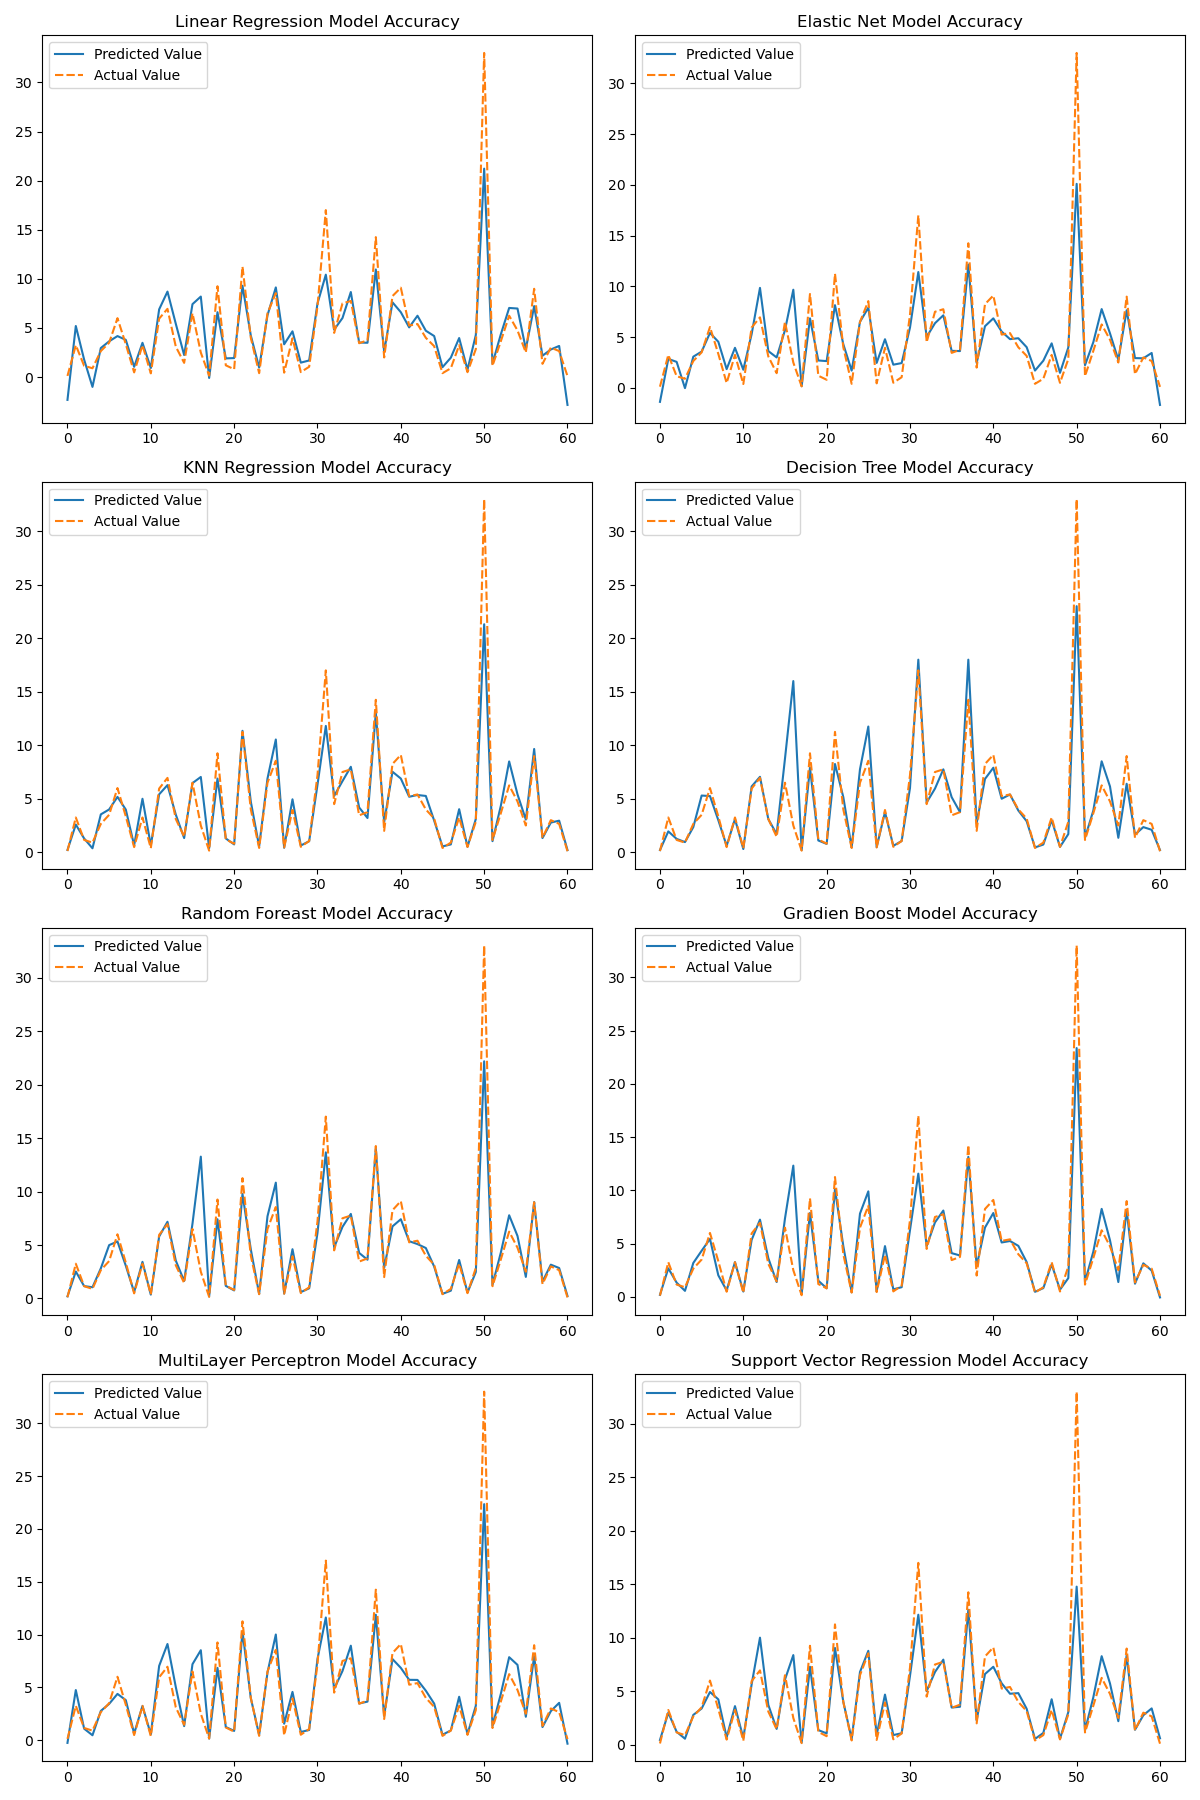 Linear Regression Model Accuracy
Predicted Value
Actual Value
30
25
20
15
10
5
0
0 10 20 30 40 50 60
Elastic Net Model Accuracy
Predicted Value
Actual Value
30
25
20
15
10
5
0
0 10 20 30 40 50 60
KNN Regression Model Accuracy
Predicted Value
Actual Value
30
25
20
15
10
5
0
0 10 20 30 40 50 60
Decision Tree Model Accuracy
Predicted Value
Actual Value
30
25
20
15
10
5
0
0 10 20 30 40 50 60
Random Foreast Model Accuracy
Predicted Value
Actual Value
30
25
20
15
10
5
0
0 10 20 30 40 50 60
Gradien Boost Model Accuracy
Predicted Value
Actual Value
30
25
20
15
10
5
0
0 10 20 30 40 50 60
MultiLayer Perceptron Model Accuracy
Predicted Value
Actual Value
30
25
20
15
10
5
0
0 10 20 30 40 50 60
Support Vector Regression Model Accuracy
Predicted Value
Actual Value
30
25
20
15
10
5
0
0 10 20 30 40 50 60